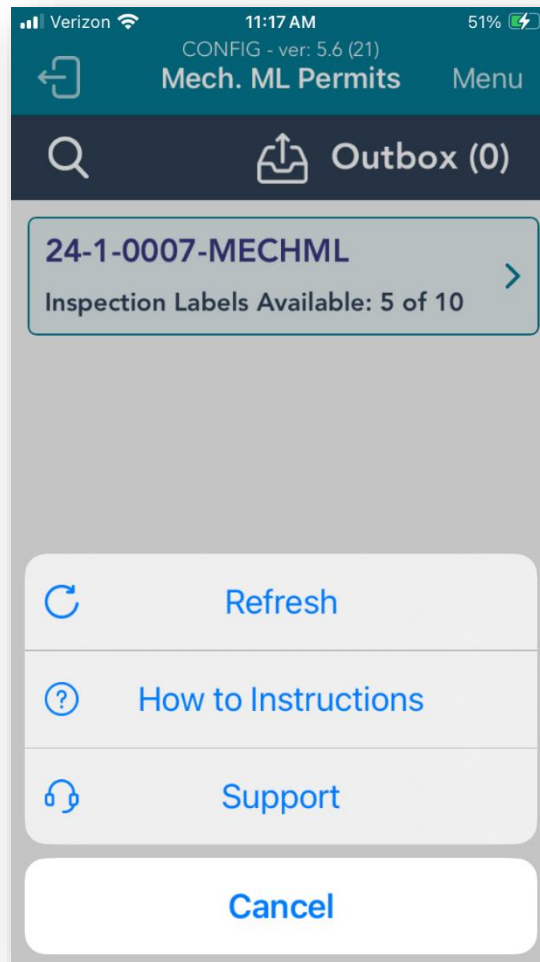 Verizon 11:17 AM 51%
CONFIG - ver: 5.6 (21)
Mech. ML Permits Menu
Outbox (0)
24-1-0007-MECHML
Inspection Labels Available: 5 of 10
Refresh
? How to Instructions
Support
Cancel